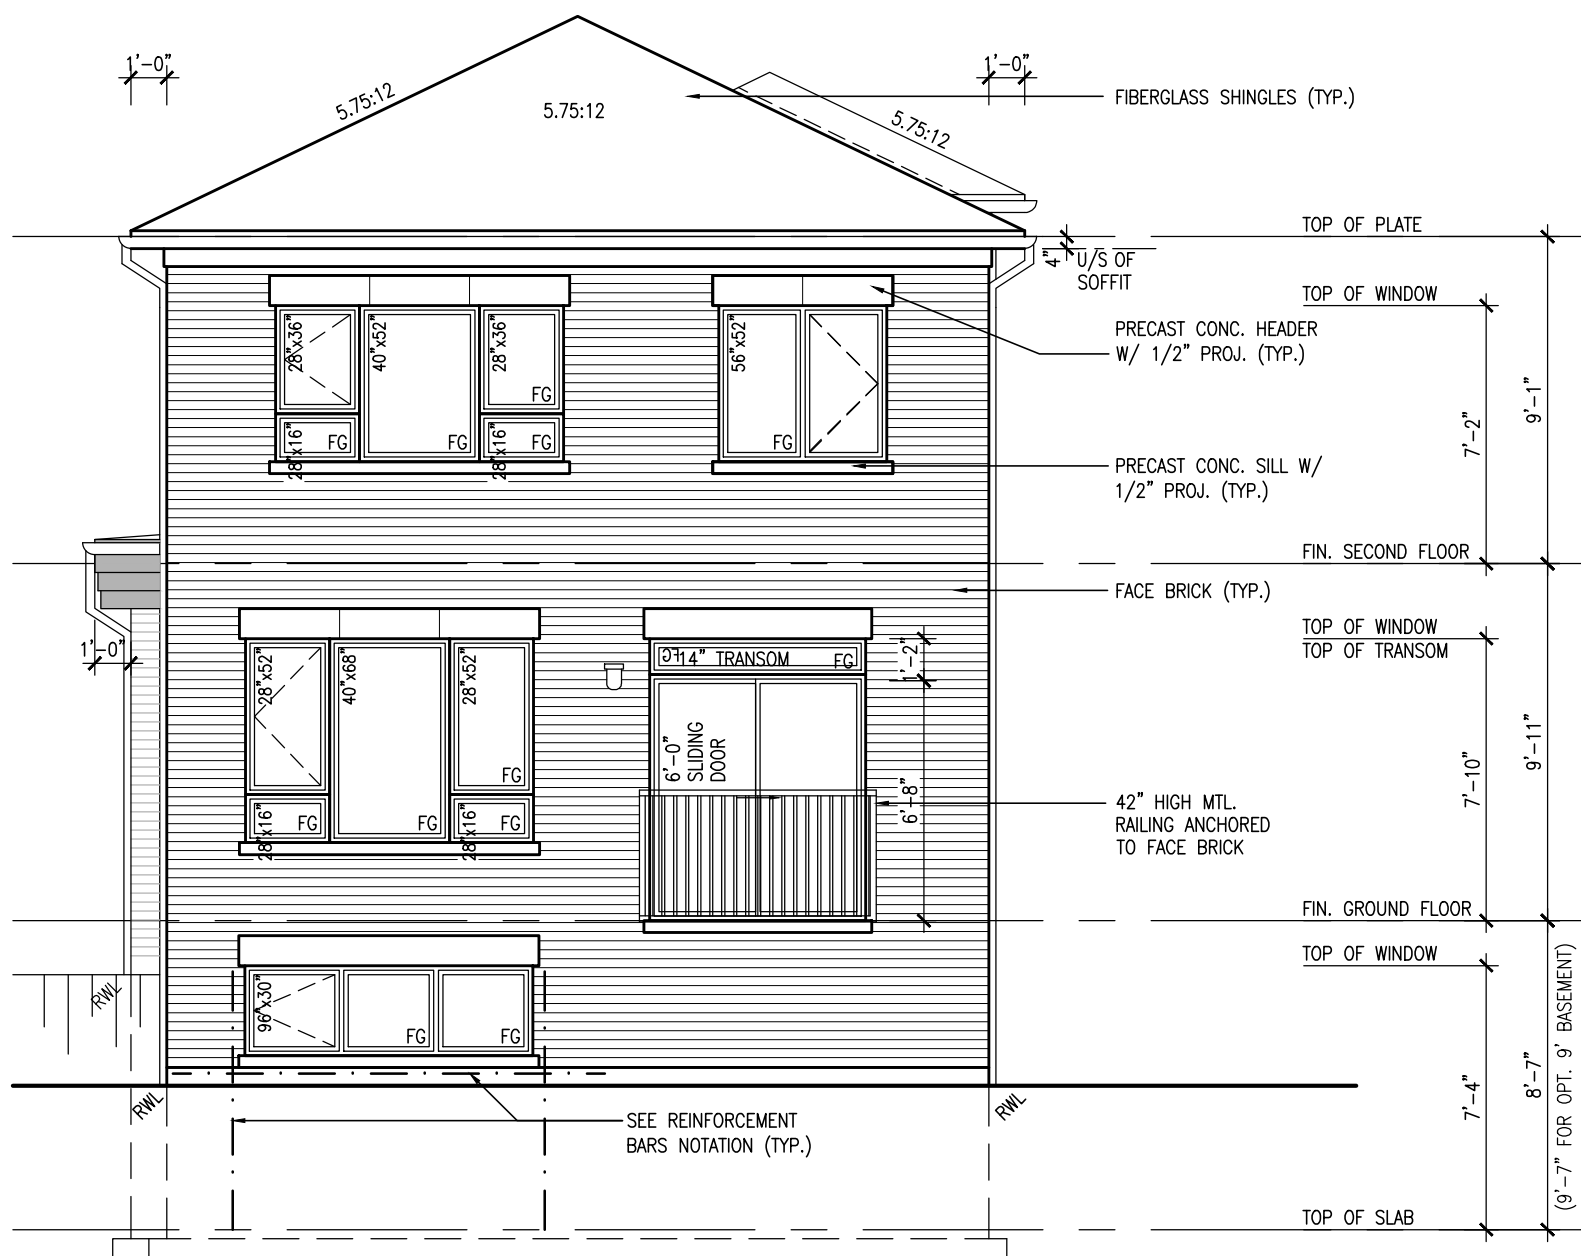 1'-0"
1'-0"
5.75:12
5.75:12
5.75:12
FIBERGLASS SHINGLES (TYP.)
TOP OF PLATE
4"
U/S OF
SOFFIT
TOP OF WINDOW
28"x36"
40"x52"
28"x36"
FG
56"x52"
PRECAST CONC. HEADER
W/ 1/2" PROJ. (TYP.)
9'-1"
7'-2"
28"x16"
FG
FG
28"x16"
FG
FG
PRECAST CONC. SILL W/
1/2" PROJ. (TYP.)
FIN. SECOND FLOOR
FACE BRICK (TYP.)
TOP OF WINDOW
TOP OF TRANSOM
1'-0"
28"x52"
40"x68"
28"x52"
FG
FG
14" TRANSOM
FG
1'-2"
6'-0"
SLIDING
DOOR
6'-8"
9'-11"
7'-10"
28"x16"
FG
FG
28"x16"
FG
42" HIGH MTL.
RAILING ANCHORED
TO FACE BRICK
FIN. GROUND FLOOR
TOP OF WINDOW
RWL
96"x30"
FG
FG
7'-4"
8'-7"
(9'-7" FOR OPT. 9' BASEMENT)
RWL
RWL
SEE REINFORCEMENT
BARS NOTATION (TYP.)
TOP OF SLAB